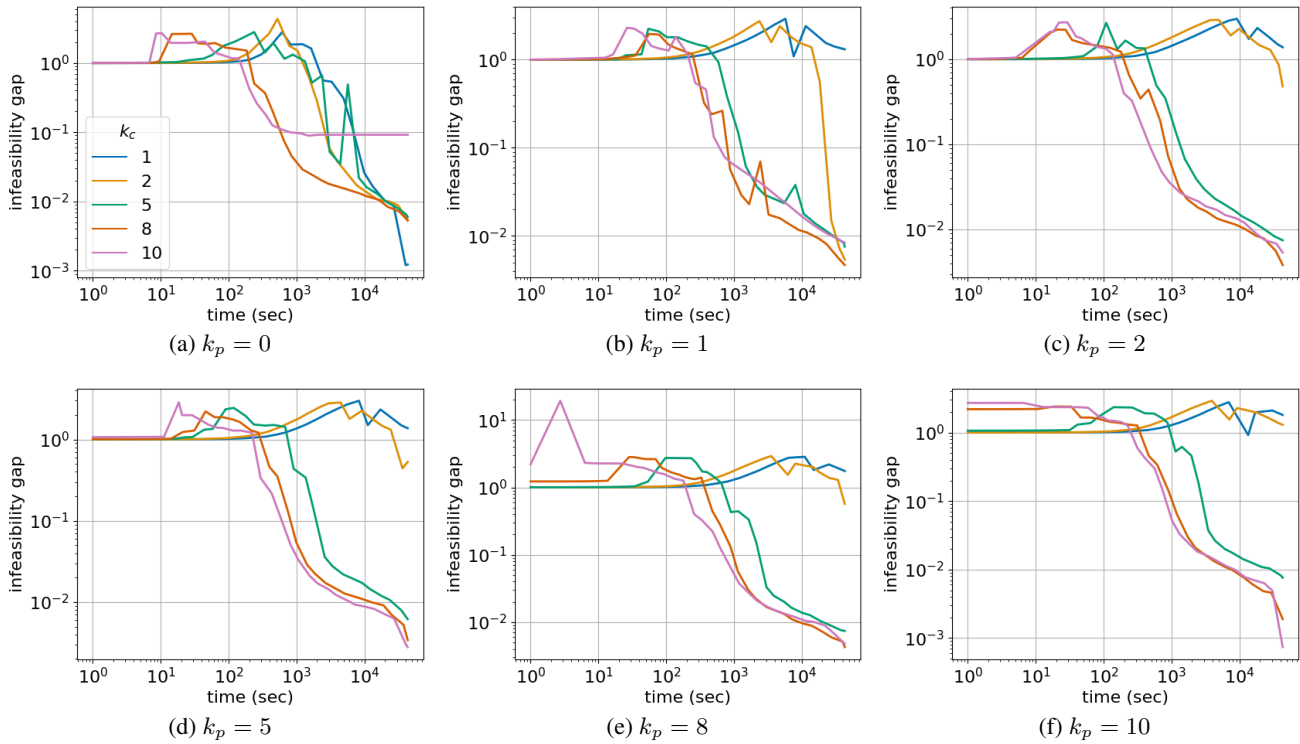 10^0
10^-1
10^-2
10^-3
infeasibility gap
k_c
1
2
5
8
10
10^0 10^1 10^2 10^3 10^4
time (sec)
(a) k_p = 0
10^0
10^-1
10^-2
infeasibility gap
10^0 10^1 10^2 10^3 10^4
time (sec)
(b) k_p = 1
10^0
10^-1
10^-2
infeasibility gap
10^0 10^1 10^2 10^3 10^4
time (sec)
(c) k_p = 2
10^0
10^-1
10^-2
infeasibility gap
10^0 10^1 10^2 10^3 10^4
time (sec)
(d) k_p = 5
10^1
10^0
10^-1
10^-2
infeasibility gap
10^0 10^1 10^2 10^3 10^4
time (sec)
(e) k_p = 8
10^0
10^-1
10^-2
10^-3
infeasibility gap
10^0 10^1 10^2 10^3 10^4
time (sec)
(f) k_p = 10